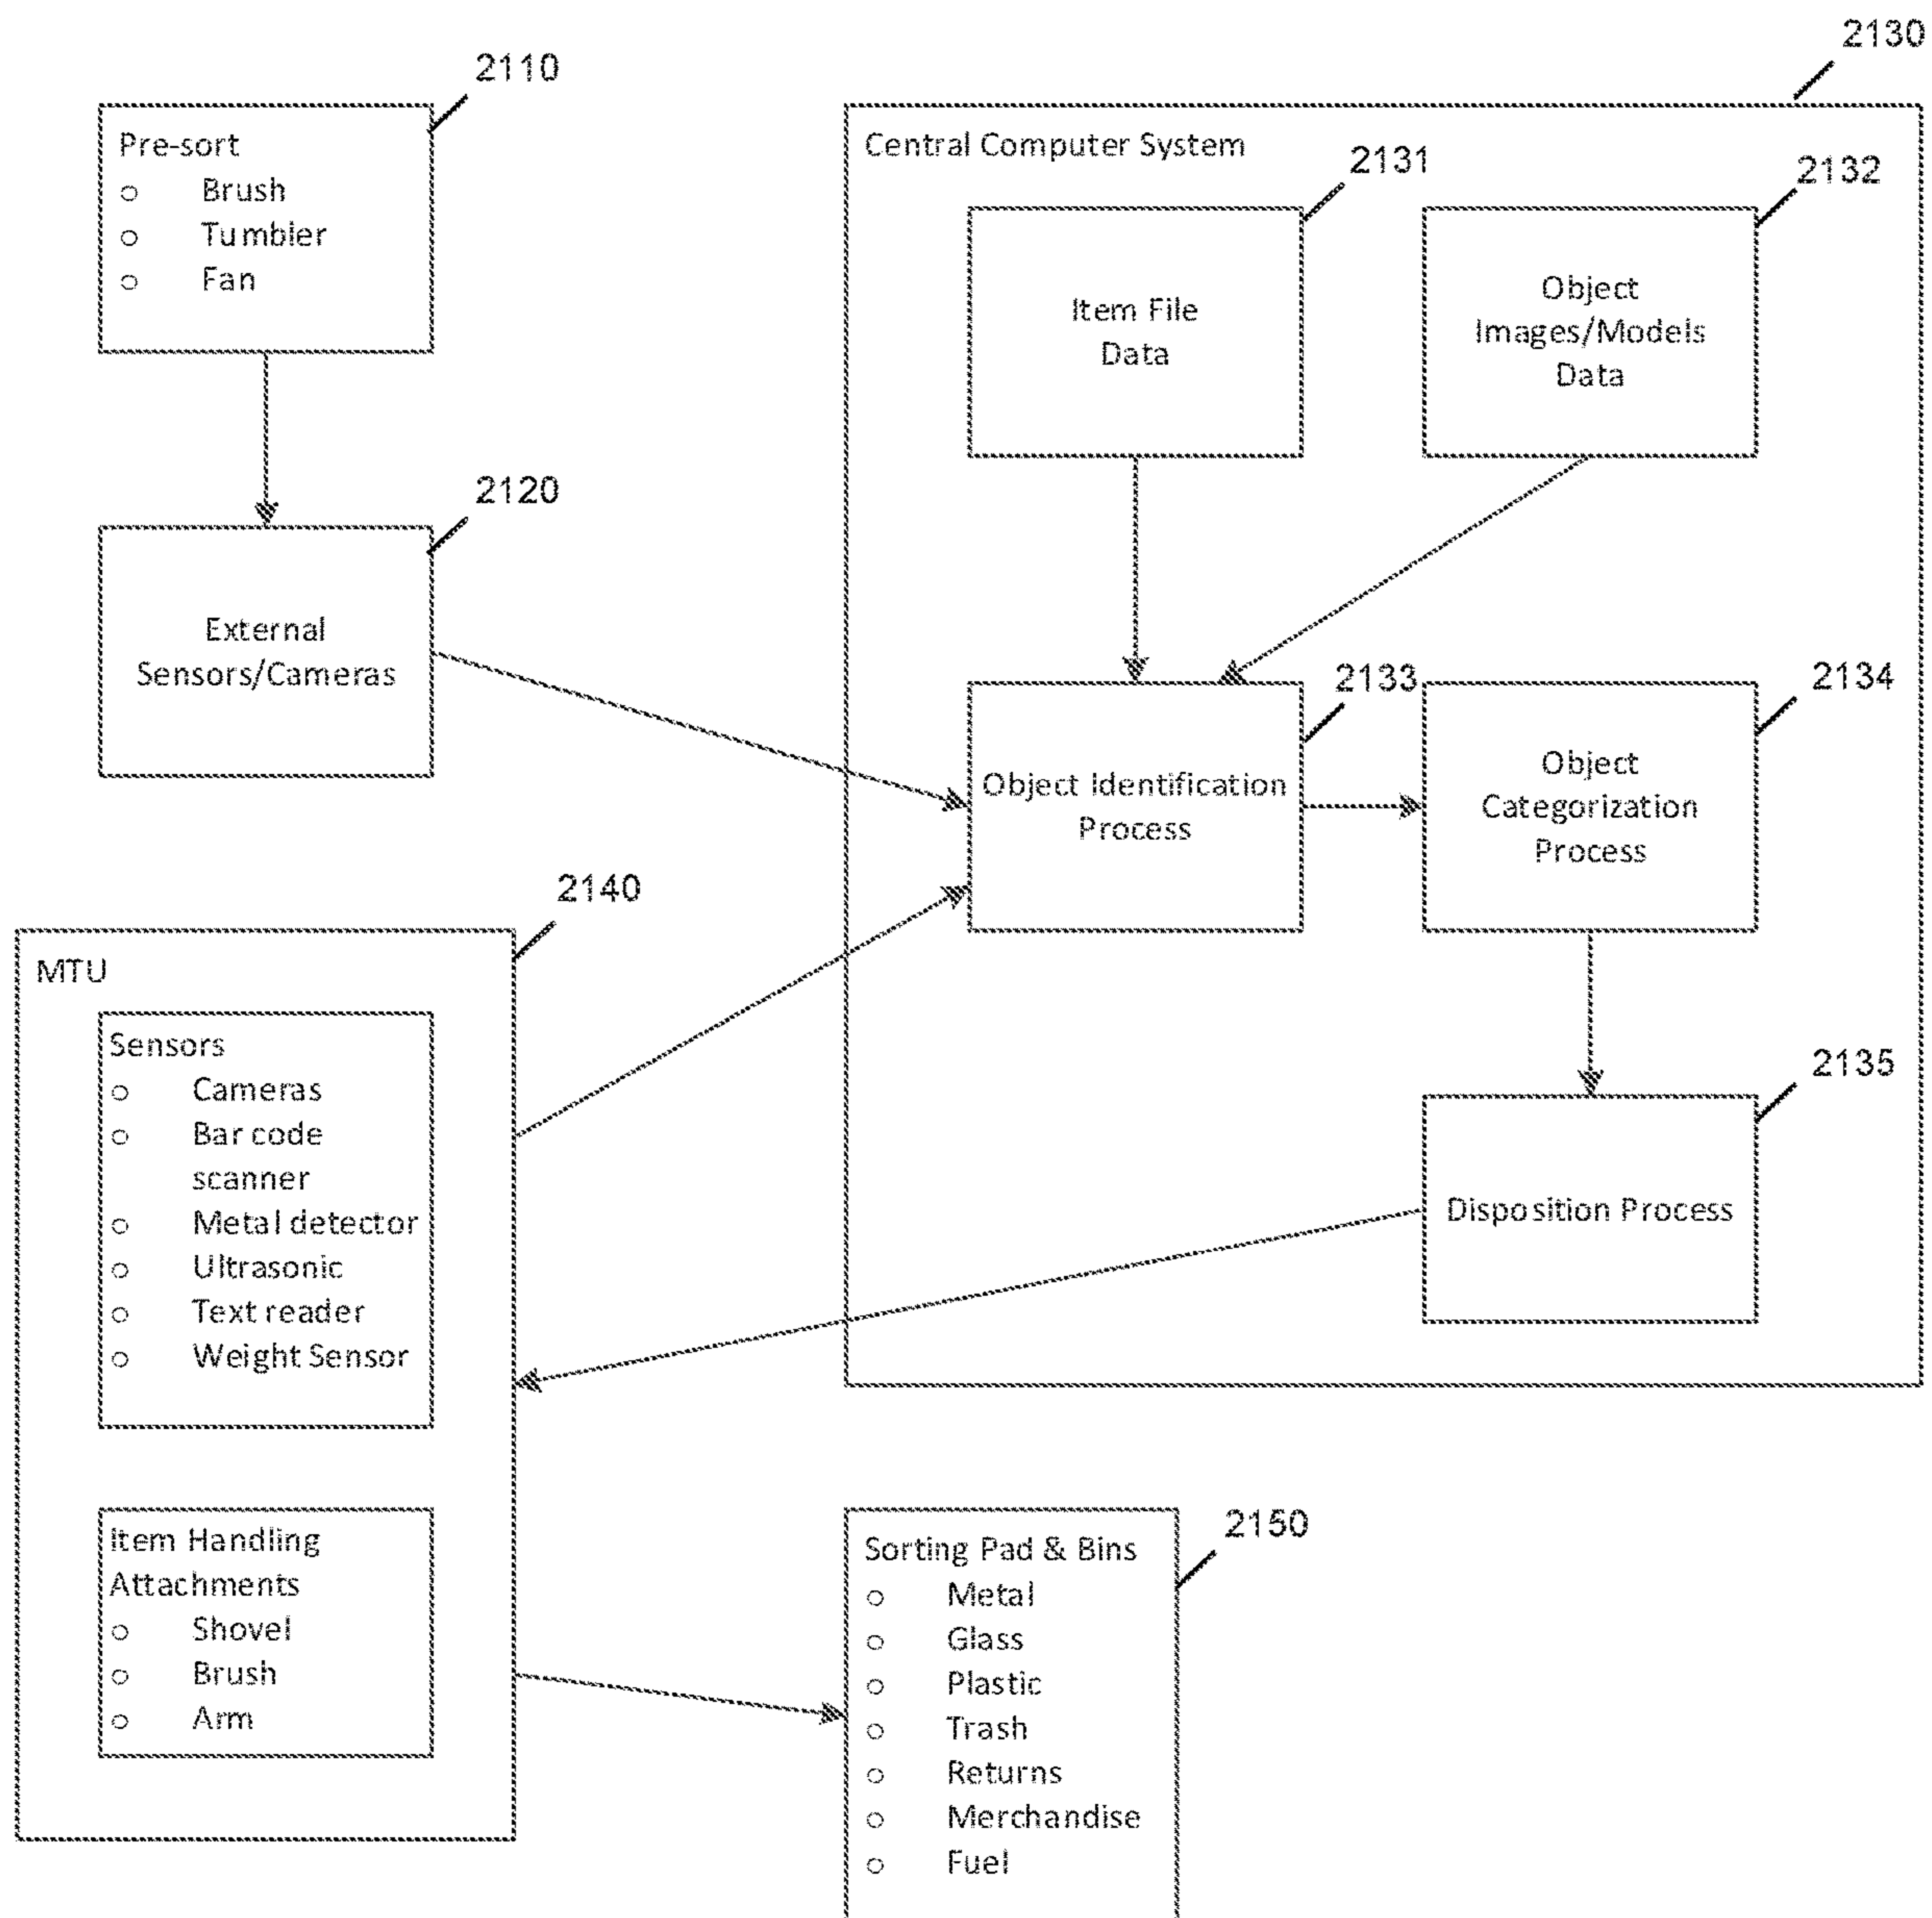 2110
Pre-sort
○ Brush
○ Tumbler
○ Fan
2120
External
Sensors/Cameras
2130
Central Computer System
2131
Item File
Data
2132
Object
Images/Models
Data
2133
Object Identification
Process
2134
Object
Categorization
Process
2135
Disposition Process
2140
MTU
Sensors
○ Cameras
○ Bar code
scanner
○ Metal detector
○ Ultrasonic
○ Text reader
○ Weight Sensor
Item Handling
Attachments
○ Shovel
○ Brush
○ Arm
2150
Sorting Pad & Bins
○ Metal
○ Glass
○ Plastic
○ Trash
○ Returns
○ Merchandise
○ Fuel